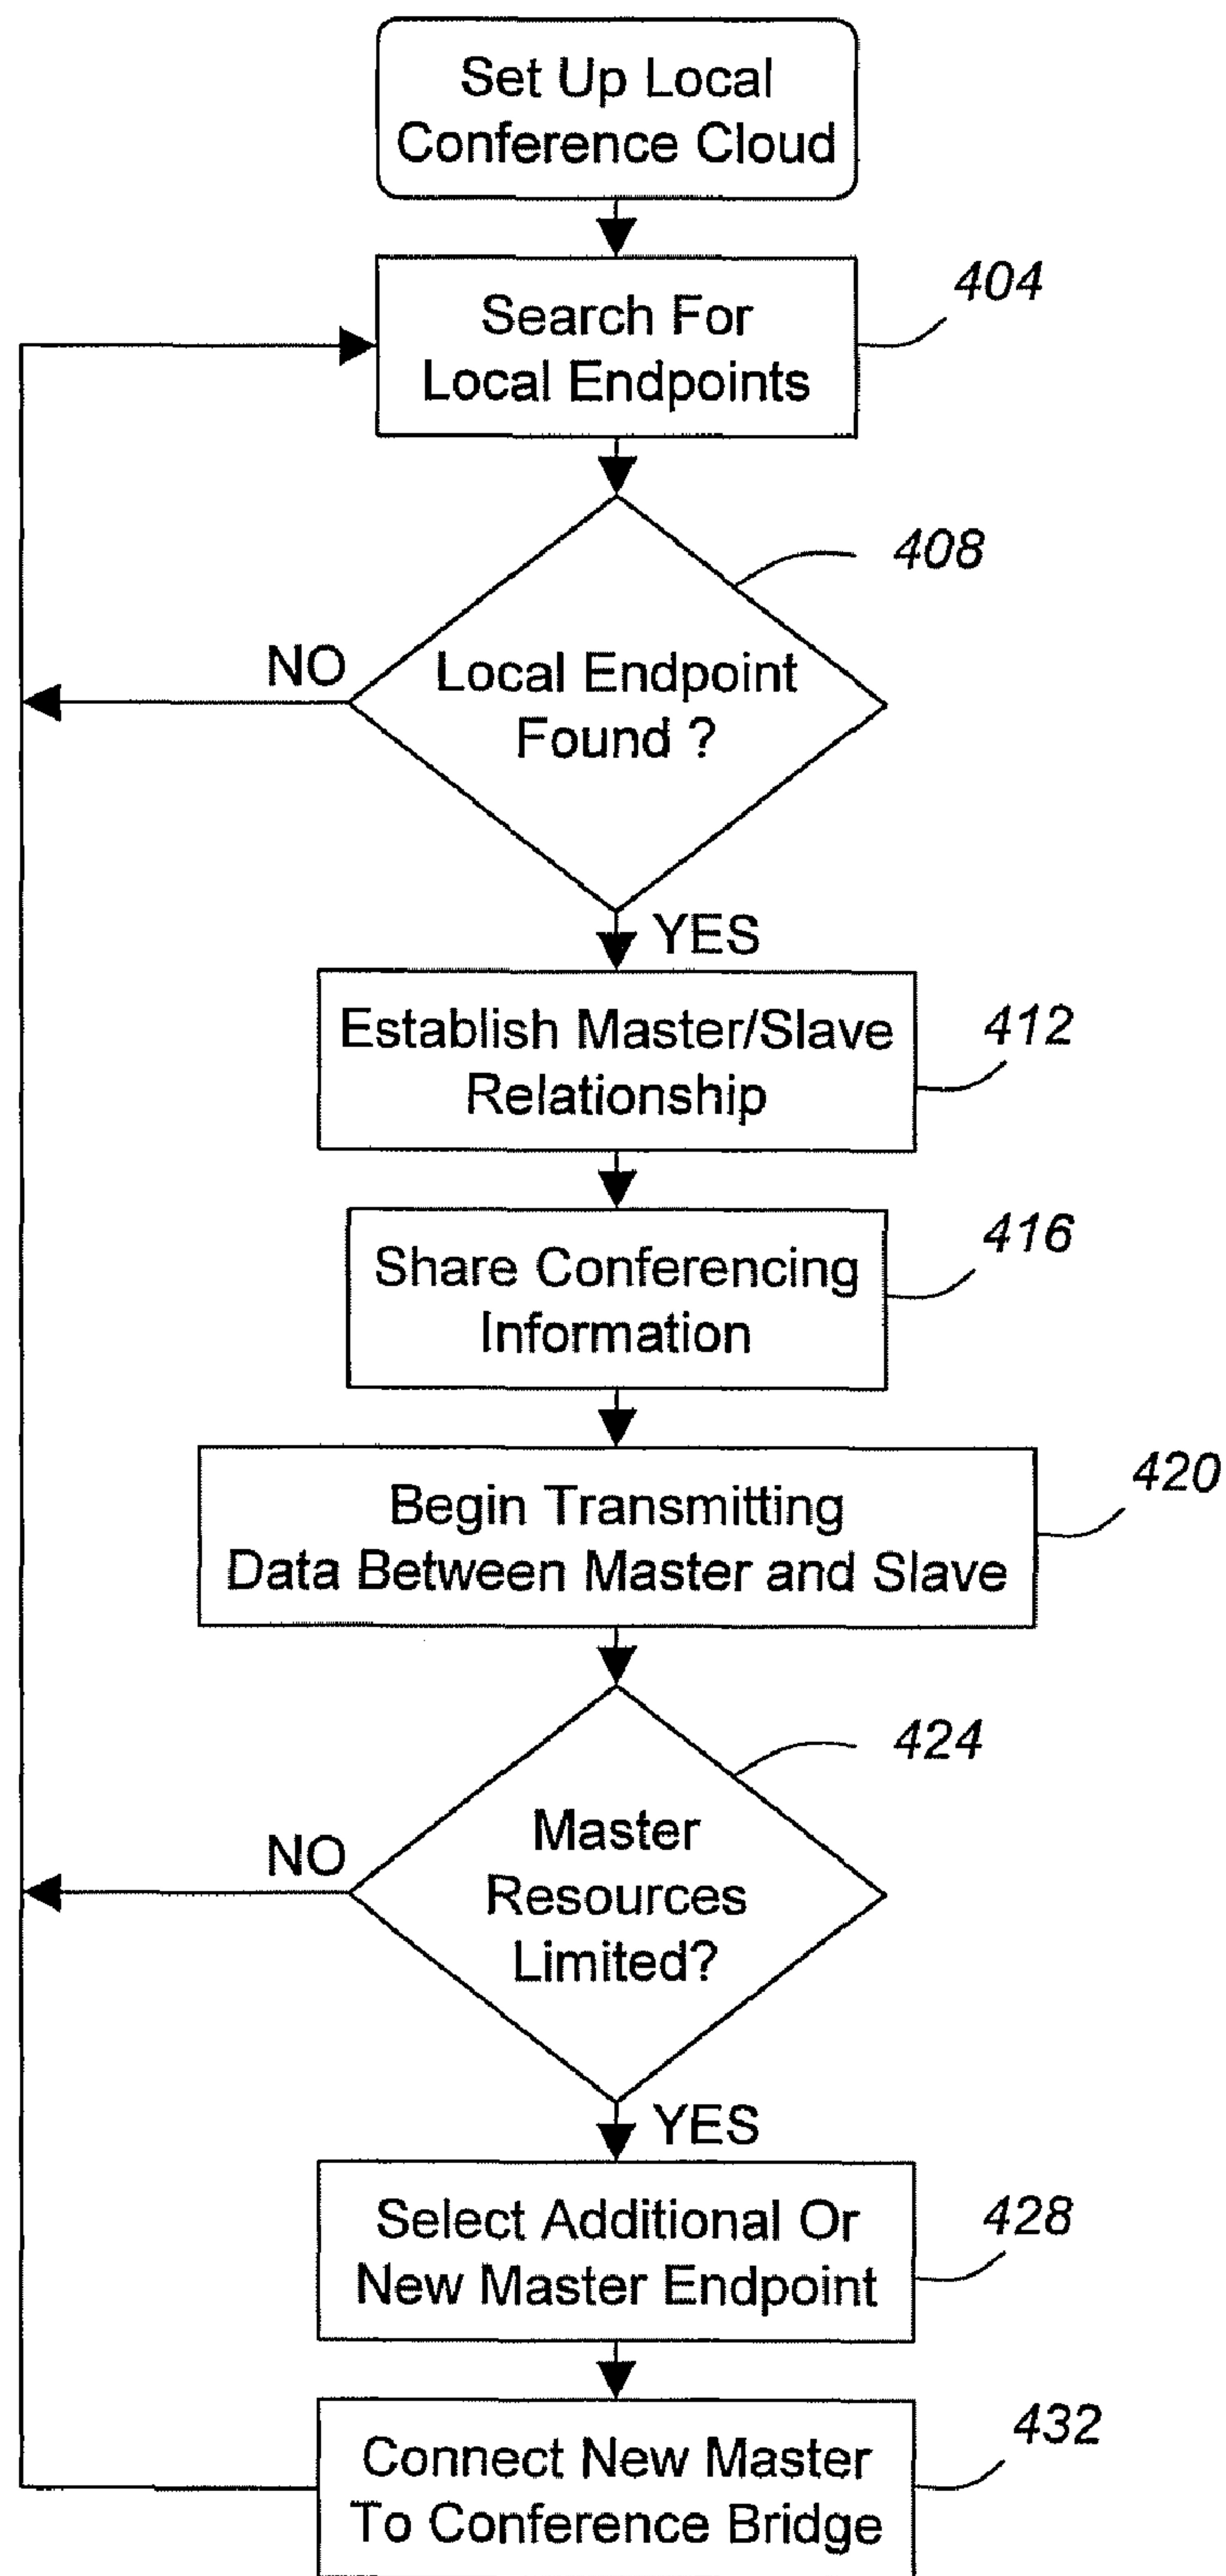 Set Up Local
Conference Cloud
Search For
Local Endpoints
404
408
Local Endpoint
Found ?
NO
YES
Establish Master/Slave
Relationship
412
Share Conferencing
Information
416
Begin Transmitting
Data Between Master and Slave
420
424
Master
Resources
Limited?
NO
YES
Select Additional Or
New Master Endpoint
428
Connect New Master
To Conference Bridge
432